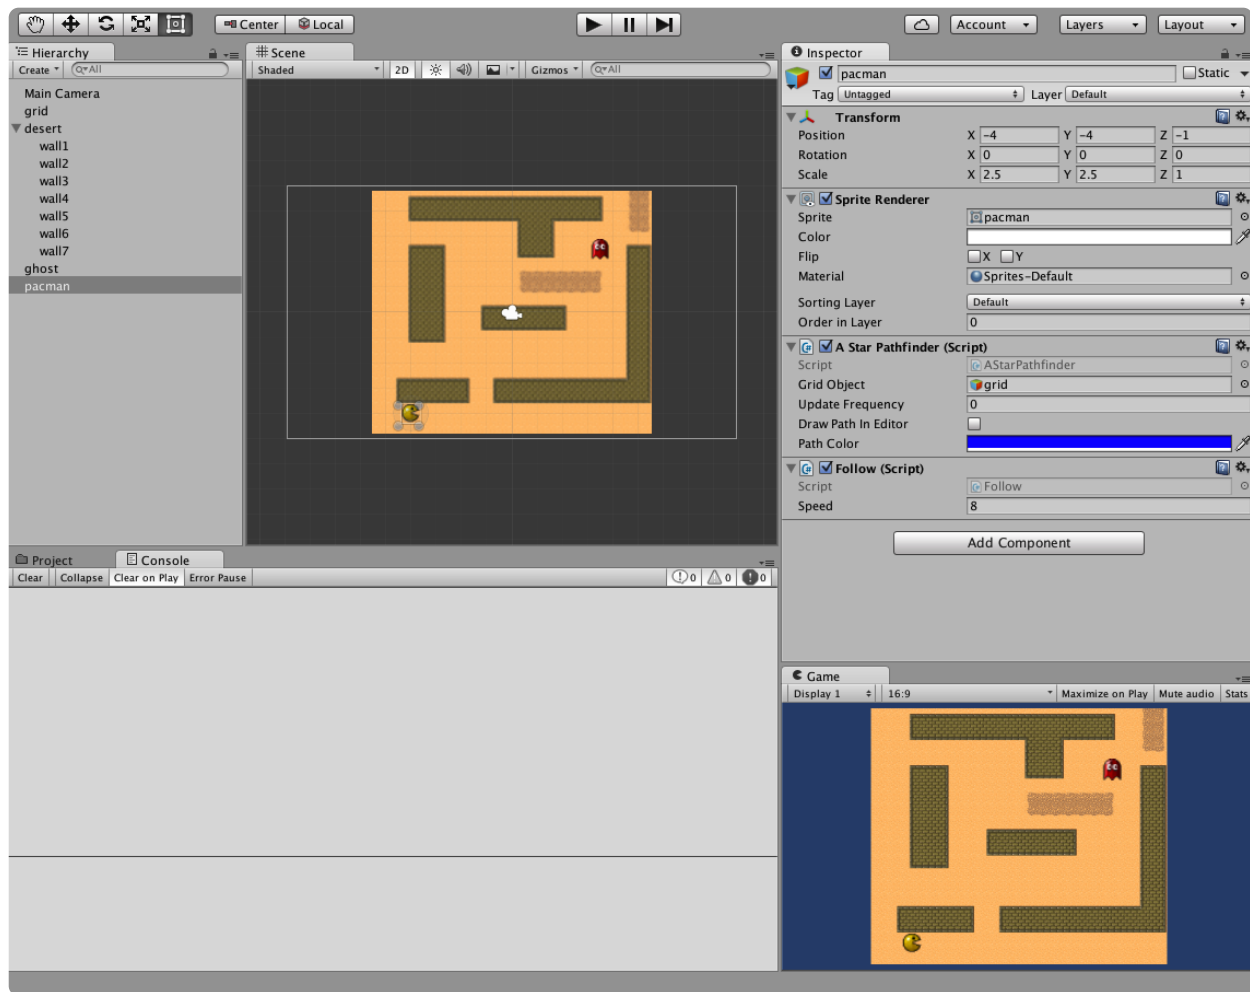 Center Local Account Layers Layout
Hierarchy
Create All
Main Camera
grid
desert
wall1
wall2
wall3
wall4
wall5
wall6
wall7
ghost
pacman
Scene
Shaded 2D Gizmos All
Inspector
pacman Static
Tag Untagged Layer Default
Transform
Position X -4 Y -4 Z -1
Rotation X 0 Y 0 Z 0
Scale X 2.5 Y 2.5 Z 1
Sprite Renderer
Sprite pacman
Color
Flip X Y
Material Sprites-Default
Sorting Layer Default
Order in Layer 0
A Star Pathfinder (Script)
Script AStarPathfinder
Grid Object grid
Update Frequency 0
Draw Path In Editor
Path Color
Follow (Script)
Script Follow
Speed 8
Add Component
Project Console
Clear Collapse Clear on Play Error Pause 0 0 0
Game
Display 1 16:9 Maximize on Play Mute audio Stats